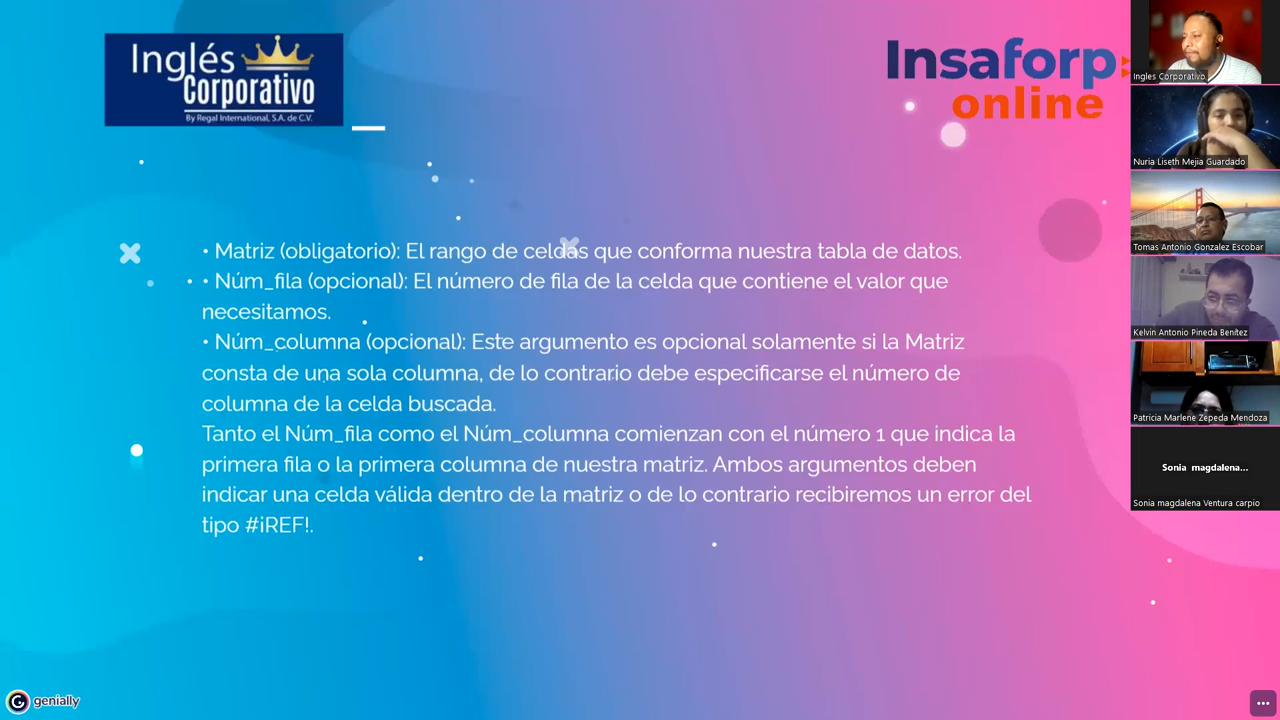 Inglés
Corporativo
By Regal International, S.A. de C.V.
Insaforp
online
• Matriz (obligatorio): El rango de celdas que conforma nuestra tabla de datos.
• • Núm_fila (opcional): El número de fila de la celda que contiene el valor que
necesitamos.
• Núm_columna (opcional): Este argumento es opcional solamente si la Matriz
consta de una sola columna, de lo contrario debe especificarse el número de
columna de la celda buscada.
Tanto el Núm_fila como el Núm_columna comienzan con el número 1 que indica la
primera fila o la primera columna de nuestra matriz. Ambos argumentos deben
indicar una celda válida dentro de la matriz o de lo contrario recibiremos un error del
tipo #iREF!.
genially
Ingles Corporativo
Nuria Liseth Mejia Guardado
Tomas Antonio Gonzalez Escobar
Kelvin Antonio Pineda Benítez
Patricia Marlene Zepeda Mendoza
Sonia magdalena...
Sonia magdalena Ventura carpio